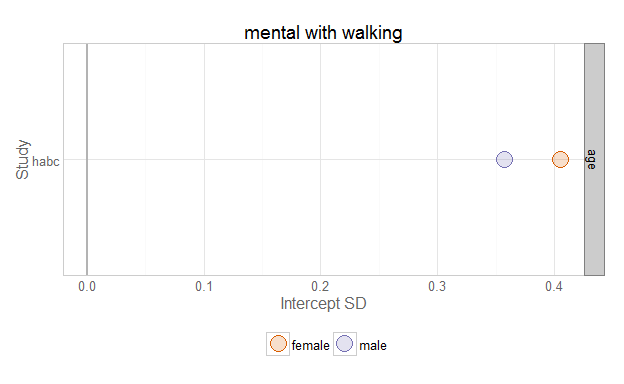 mental with walking
Study
habc
age
0.0 0.1 0.2 0.3 0.4
Intercept SD
female male